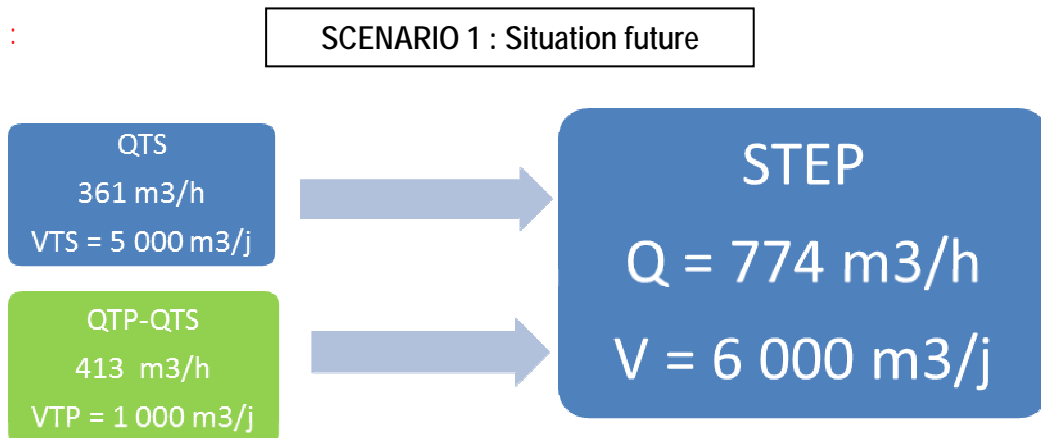 :
SCENARIO 1 : Situation future
QTS
361 m3/h
VTS = 5 000 m3/j
QTP-QTS
413 m3/h
VTP = 1 000 m3/j
STEP
Q = 774 m3/h
V = 6 000 m3/j